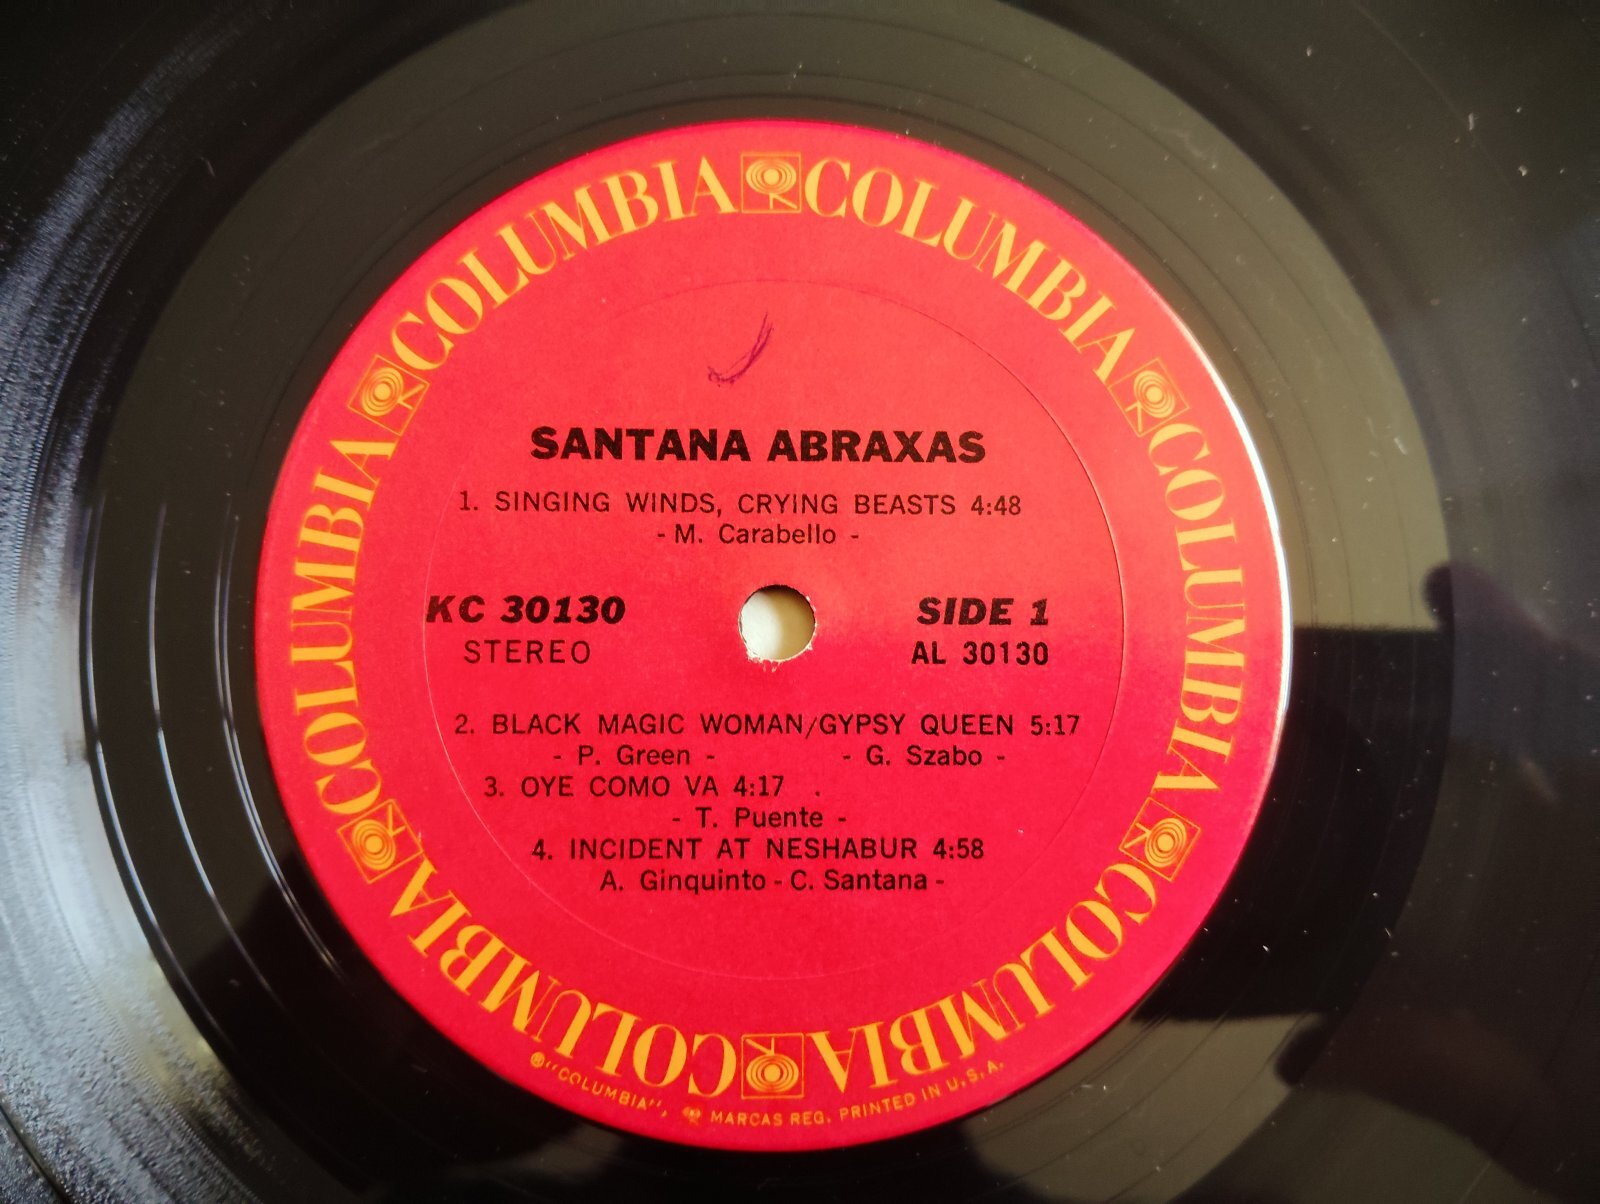 COLUMBIA COLUMBIA COLUMBIA COLUMBIA COLUMBIA COLUMBIA
SANTANA ABRAXAS
1. SINGING WINDS, CRYING BEASTS 4:48
- M. Carabello -
KC 30130
STEREO
SIDE 1
AL 30130
2. BLACK MAGIC WOMAN/GYPSY QUEEN 5:17
- P. Green - - G. Szabo -
3. OYE COMO VA 4:17
- T. Puente -
4. INCIDENT AT NESHABUR 4:58
A. Ginquinto - C. Santana -
® "COLUMBIA", MARCAS REG. PRINTED IN U.S.A.